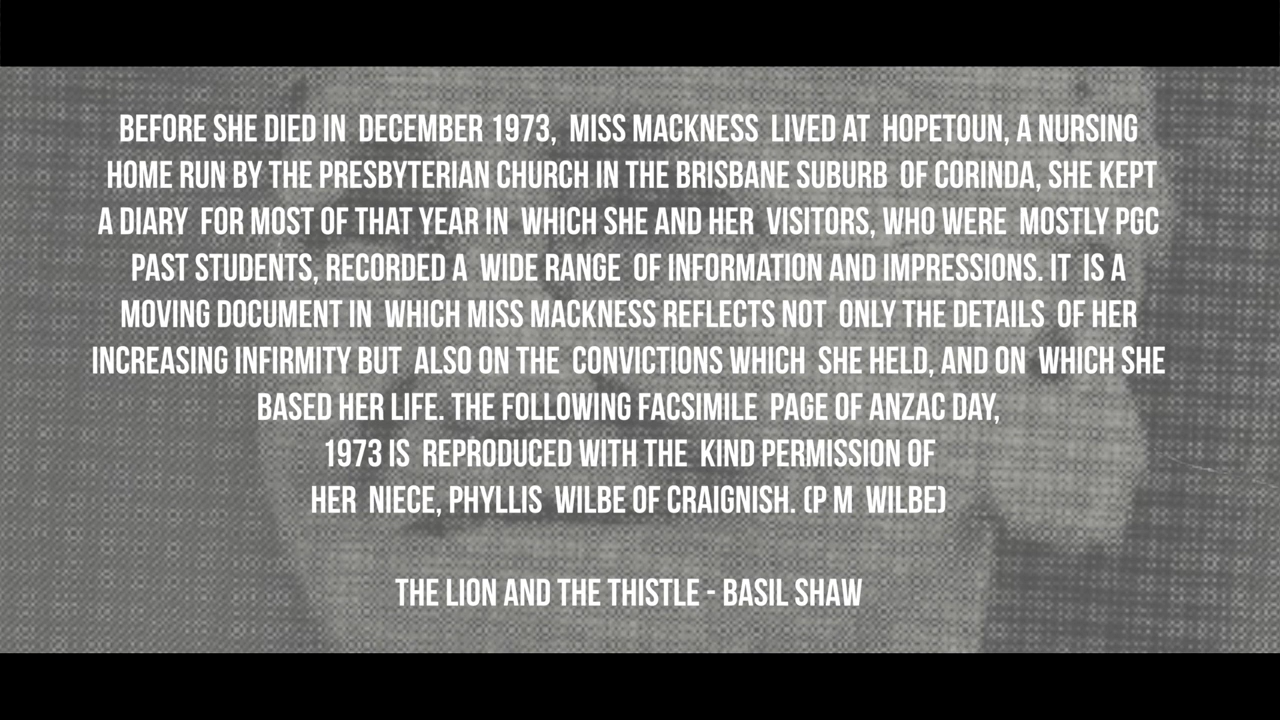 BEFORE SHE DIED IN DECEMBER 1973, MISS MACKNESS LIVED AT HOPETOUN, A NURSING
HOME RUN BY THE PRESBYTERIAN CHURCH IN THE BRISBANE SUBURB OF CORINDA, SHE KEPT
A DIARY FOR MOST OF THAT YEAR IN WHICH SHE AND HER VISITORS, WHO WERE MOSTLY PGC
PAST STUDENTS, RECORDED A WIDE RANGE OF INFORMATION AND IMPRESSIONS. IT IS A
MOVING DOCUMENT IN WHICH MISS MACKNESS REFLECTS NOT ONLY THE DETAILS OF HER
INCREASING INFIRMITY BUT ALSO ON THE CONVICTIONS WHICH SHE HELD, AND ON WHICH SHE
BASED HER LIFE. THE FOLLOWING FACSIMILE PAGE OF ANZAC DAY,
1973 IS REPRODUCED WITH THE KIND PERMISSION OF
HER NIECE, PHYLLIS WILBE OF CRAIGNISH. (P M WILBE)
THE LION AND THE THISTLE - BASIL SHAW